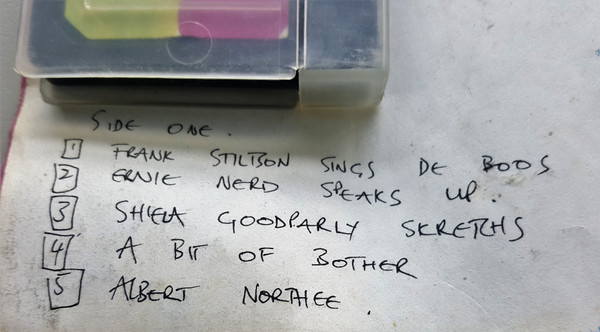 SIDE ONE.
1 FRANK STILTSON SINGS DE BOOS
2 ERNIE NERD SPEAKS UP.
3 SHIELA GOODPARLY SKRETCHS
4 A BIT OF BOTHER
5 ALBERT NORTHEE.